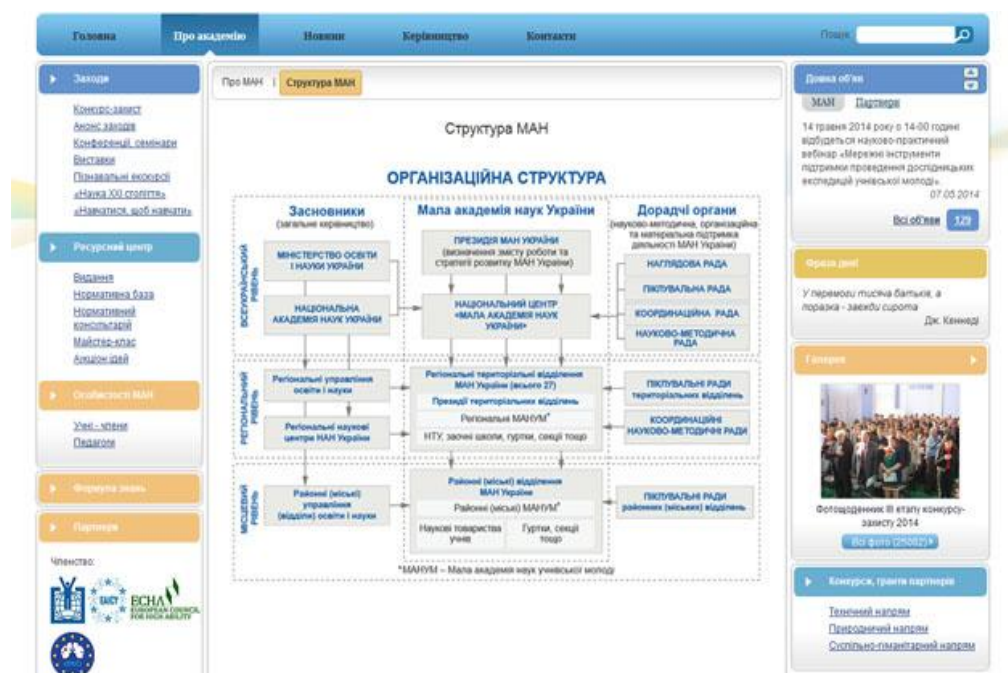 Головна
Про академію
Новини
Керівництво
Контакти
Пошук
Заходи
Конкурс-захист
Анонс заходів
Конференції, семінари
Виставки
Пізнавальні екскурсії
«Наука XXI століття»
«Навчатися, щоб навчати»
Ресурсний центр
Видання
Нормативна база
Нормативний
консультарій
Майстер-клас
Аукціон ідей
Особистості МАН
Учні - члени
Педагоги
Формула знань
Партнери
Членство:
EAICY
ECHA
EUROPEAN COUNCIL
FOR HIGH ABILITY
Про МАН | Структура МАН
Структура МАН
ОРГАНІЗАЦІЙНА СТРУКТУРА
Засновники
(загальне керівництво)
Мала академія наук України
Дорадчі органи
(науково-методична, організаційна
та матеріальна підтримка
діяльності МАН України)
ВСЕУКРАЇНСЬКИЙ
РІВЕНЬ
МІНІСТЕРСТВО ОСВІТИ
І НАУКИ УКРАЇНИ
НАЦІОНАЛЬНА
АКАДЕМІЯ НАУК УКРАЇНИ
ПРЕЗИДІЯ МАН УКРАЇНИ
(визначення змісту роботи та
стратегії розвитку МАН України)
НАЦІОНАЛЬНИЙ ЦЕНТР
«МАЛА АКАДЕМІЯ НАУК
УКРАЇНИ»
НАГЛЯДОВА РАДА
ПІКЛУВАЛЬНА РАДА
КООРДИНАЦІЙНА РАДА
НАУКОВО-МЕТОДИЧНА
РАДА
РЕГІОНАЛЬНИЙ
РІВЕНЬ
Регіональні управління
освіти і науки
Регіональні наукові
центри НАН України
Регіональні територіальні відділення
МАН України (всього 27)
Президії територіальних відділень
Регіональні МАНУМ*
НТУ, заочні школи, гуртки, секції тощо
ПІКЛУВАЛЬНІ РАДИ
територіальних відділень
КООРДИНАЦІЙНІ
НАУКОВО-МЕТОДИЧНІ РАДИ
МІСЦЕВИЙ
РІВЕНЬ
Районні (міські)
управління
(відділи) освіти і науки
Районні (міські) відділення
МАН України
Районні (міські) МАНУМ*
Наукові товариства
учнів
Гуртки, секції
тощо
ПІКЛУВАЛЬНІ РАДИ
районних (міських) відділень
*МАНУМ – Мала академія наук учнівської молоді
Дошка об'яв
МАН Партнери
14 травня 2014 року о 14-00 годині
відбудеться науково-практичний
вебінар «Мережні інструменти
підтримки проведення дослідницьких
експедицій учнівської молоді».
07.05.2014
Всі об'яви 129
Фраза дня!
У перемоги тисяча батьків, а
поразка - завжди сирота
Дж. Кеннеді
Галерея
Фотощоденник III етапу конкурсу-
захисту 2014
Всі фото (25082)
Конкурси, гранти партнерів
Технічний напрям
Природничий напрям
Суспільно-гуманітарний напрям